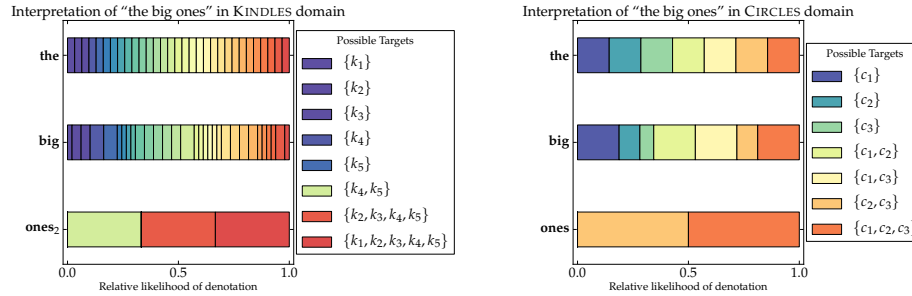 Interpretation of “the big ones” in KINDLES domain
the
big
ones₂
0.0 0.5 1.0
Relative likelihood of denotation
Possible Targets
{k₁}
{k₂}
{k₃}
{k₄}
{k₅}
{k₄, k₅}
{k₂, k₃, k₄, k₅}
{k₁, k₂, k₃, k₄, k₅}
Interpretation of “the big ones” in CIRCLES domain
the
big
ones
0.0 0.5 1.0
Relative likelihood of denotation
Possible Targets
{c₁}
{c₂}
{c₃}
{c₁, c₂}
{c₁, c₃}
{c₂, c₃}
{c₁, c₂, c₃}